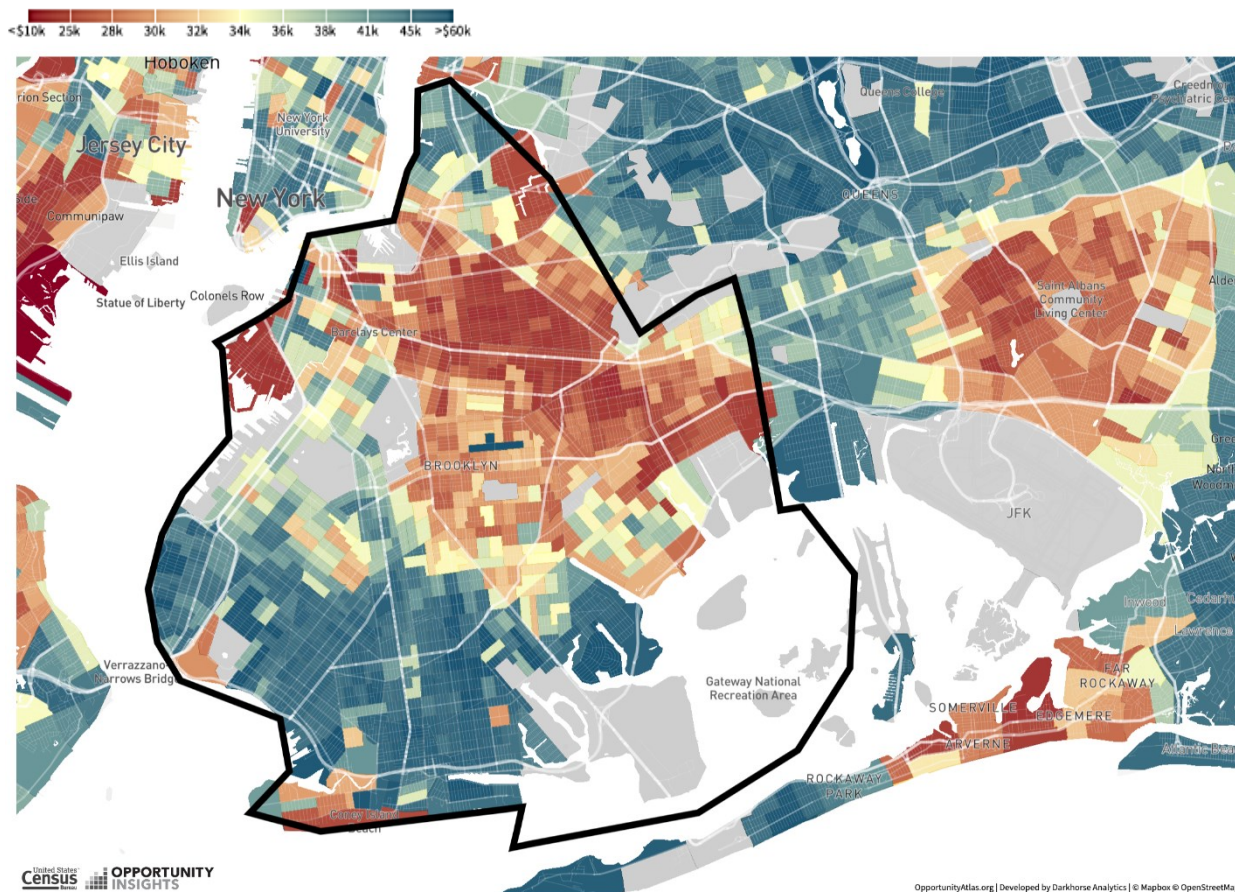 <$10k 25k 28k 30k 32k 34k 36k 38k 41k 45k >$60k
Hoboken
rion Section
New York
University
Queens College
Creedmoor
Psychiatric Cen
Jersey City
New York
QUEENS
Communipaw
Ellis Island
Statue of Liberty
Colonels Row
Saint Albans
Community
Living Center
Alde
Barclays Center
BROOKLYN
JFK
Woodm
Inwood
Cedarhu
Lawrence
Verrazzano
Narrows Bridg
Gateway National
Recreation Area
FAR
ROCKAWAY
SOMERVILLE
EDGEMERE
ARVERNE
Atlantic Bea
ROCKAWAY
PARK
Coney Island
Beach
United States®
Census
Bureau
OPPORTUNITY
INSIGHTS
OpportunityAtlas.org | Developed by Darkhorse Analytics | © Mapbox © OpenStreetMa